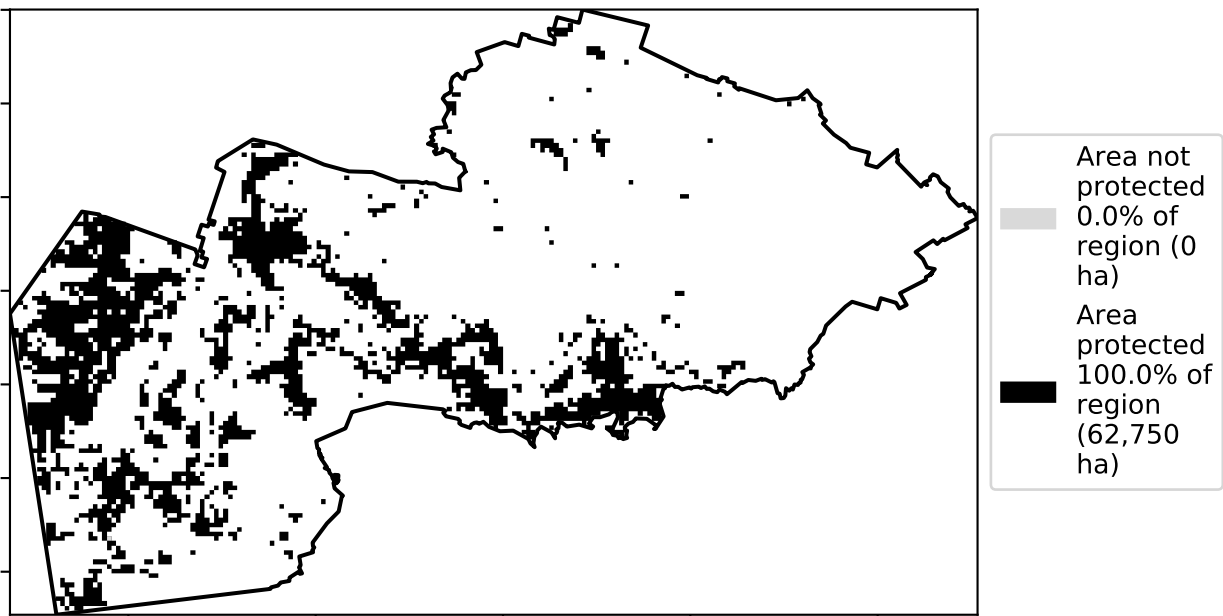 Area not
protected
0.0% of
region (0
ha)
Area
protected
100.0% of
region
(62,750
ha)